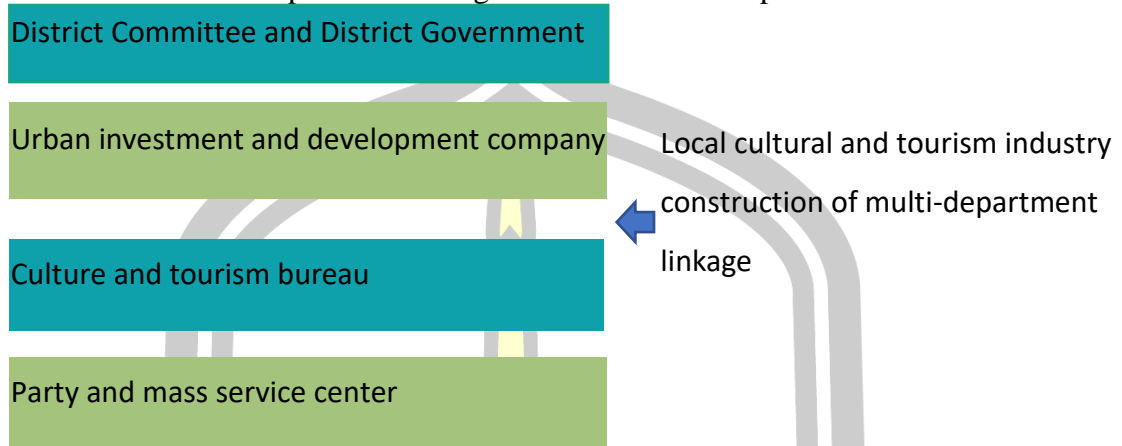 District Committee and District Government
Urban investment and development company
Local cultural and tourism industry
construction of multi-department
linkage
Culture and tourism bureau
Party and mass service center